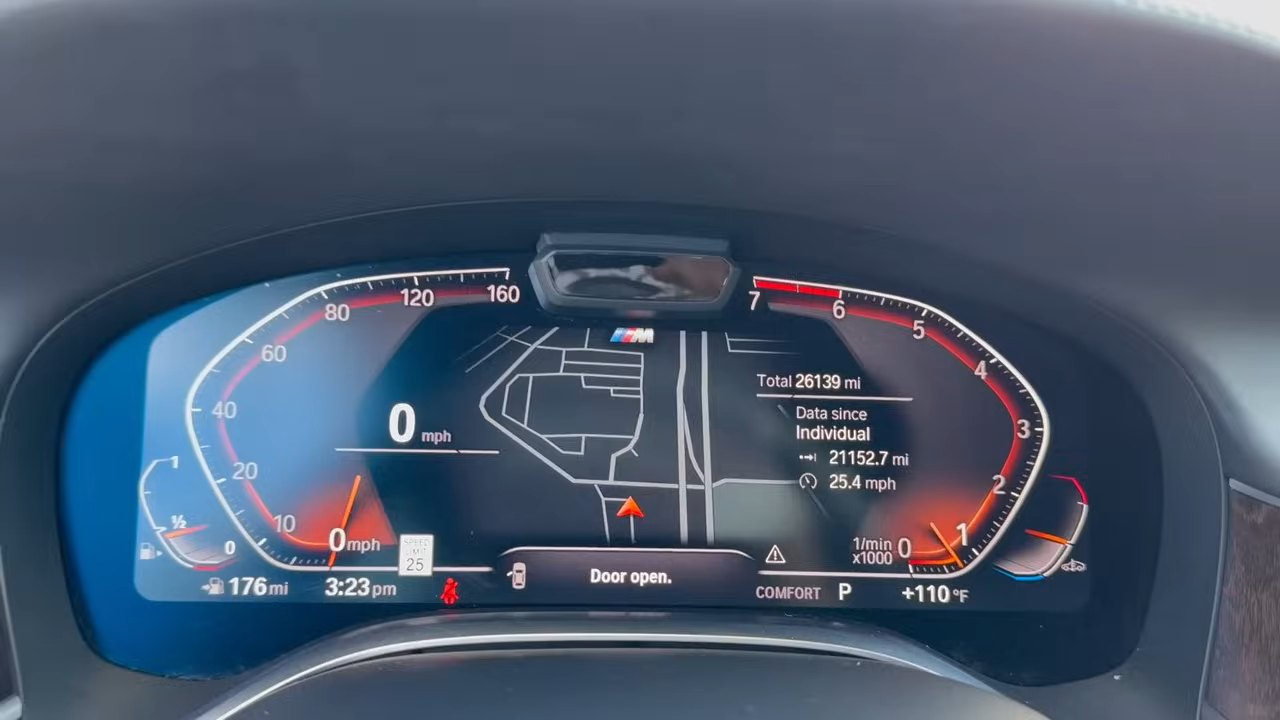 160
120
80
60
40
20
10
0 mph
0 mph
SPEED
LIMIT
25
1
½
0
176 mi
3:23 pm
M
Door open.
Total 26139 mi
Data since
Individual
21152.7 mi
25.4 mph
7
6
5
4
3
2
1
0
1/min
x1000
COMFORT P
+110 °F